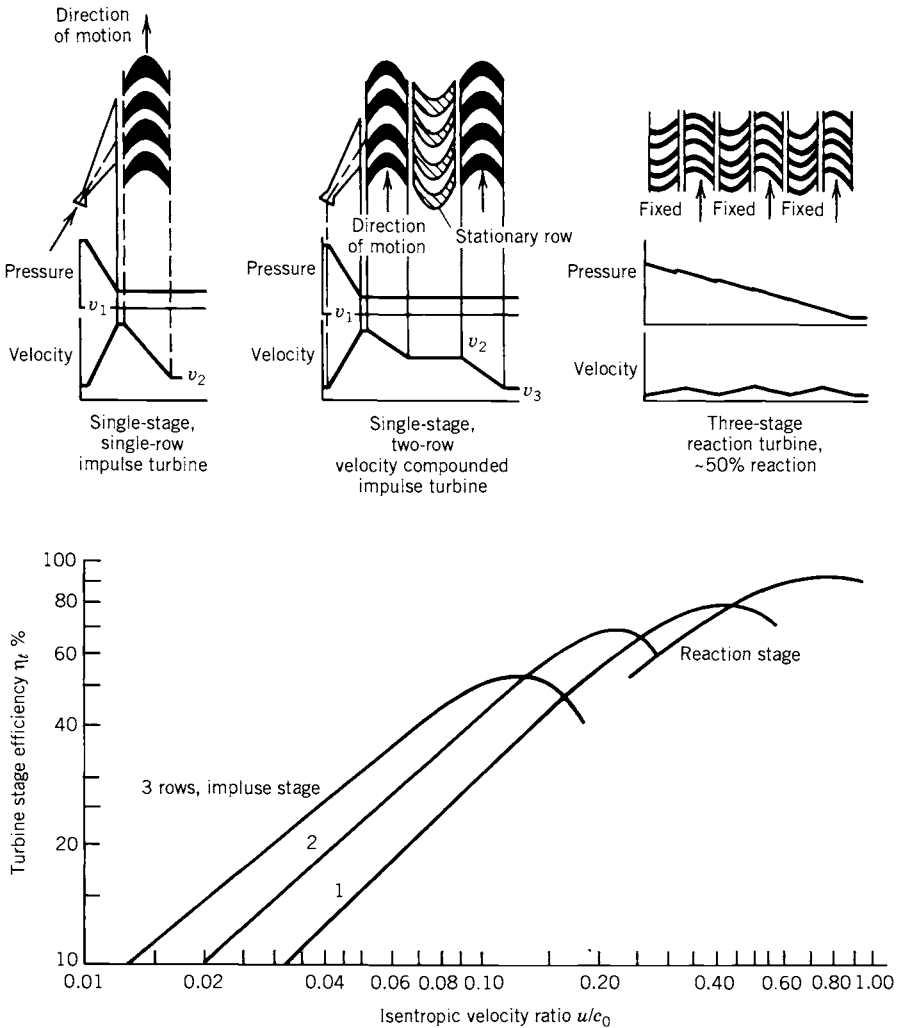 Direction
of motion
Pressure
v1
Velocity
v2
Single-stage,
single-row
impulse turbine
Direction
of motion
Stationary row
Pressure
v1
Velocity
v2
v3
Single-stage,
two-row
velocity compounded
impulse turbine
Fixed Fixed Fixed
Pressure
Velocity
Three-stage
reaction turbine,
~50% reaction
Turbine stage efficiency ηt %
100
80
60
40
20
10
3 rows, impluse stage
2
1
Reaction stage
0.01 0.02 0.04 0.06 0.08 0.10 0.20 0.40 0.60 0.80 1.00
Isentropic velocity ratio u/c0